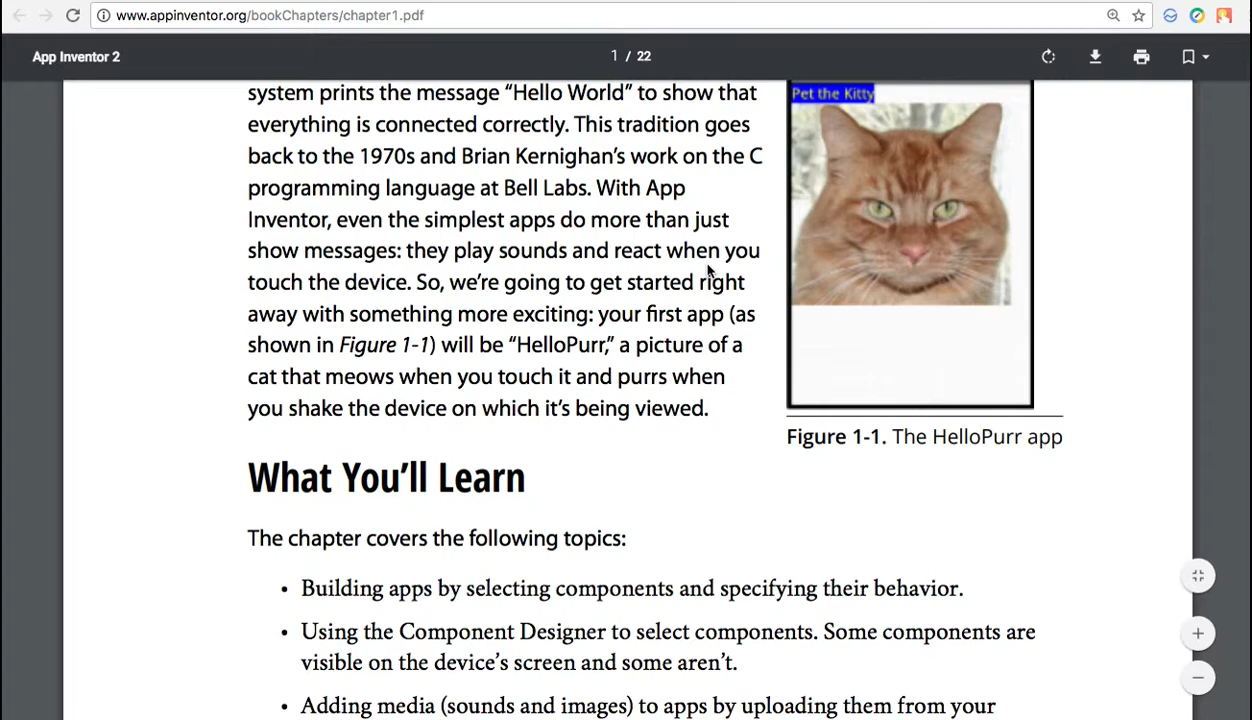 www.appinventor.org/bookChapters/chapter1.pdf
App Inventor 2
1 / 22
system prints the message “Hello World” to show that
everything is connected correctly. This tradition goes
back to the 1970s and Brian Kernighan’s work on the C
programming language at Bell Labs. With App
Inventor, even the simplest apps do more than just
show messages: they play sounds and react when you
touch the device. So, we’re going to get started right
away with something more exciting: your first app (as
shown in Figure 1-1) will be “HelloPurr,” a picture of a
cat that meows when you touch it and purrs when
you shake the device on which it’s being viewed.
Pet the Kitty
Figure 1-1. The HelloPurr app
What You’ll Learn
The chapter covers the following topics:
• Building apps by selecting components and specifying their behavior.
• Using the Component Designer to select components. Some components are
visible on the device’s screen and some aren’t.
• Adding media (sounds and images) to apps by uploading them from your